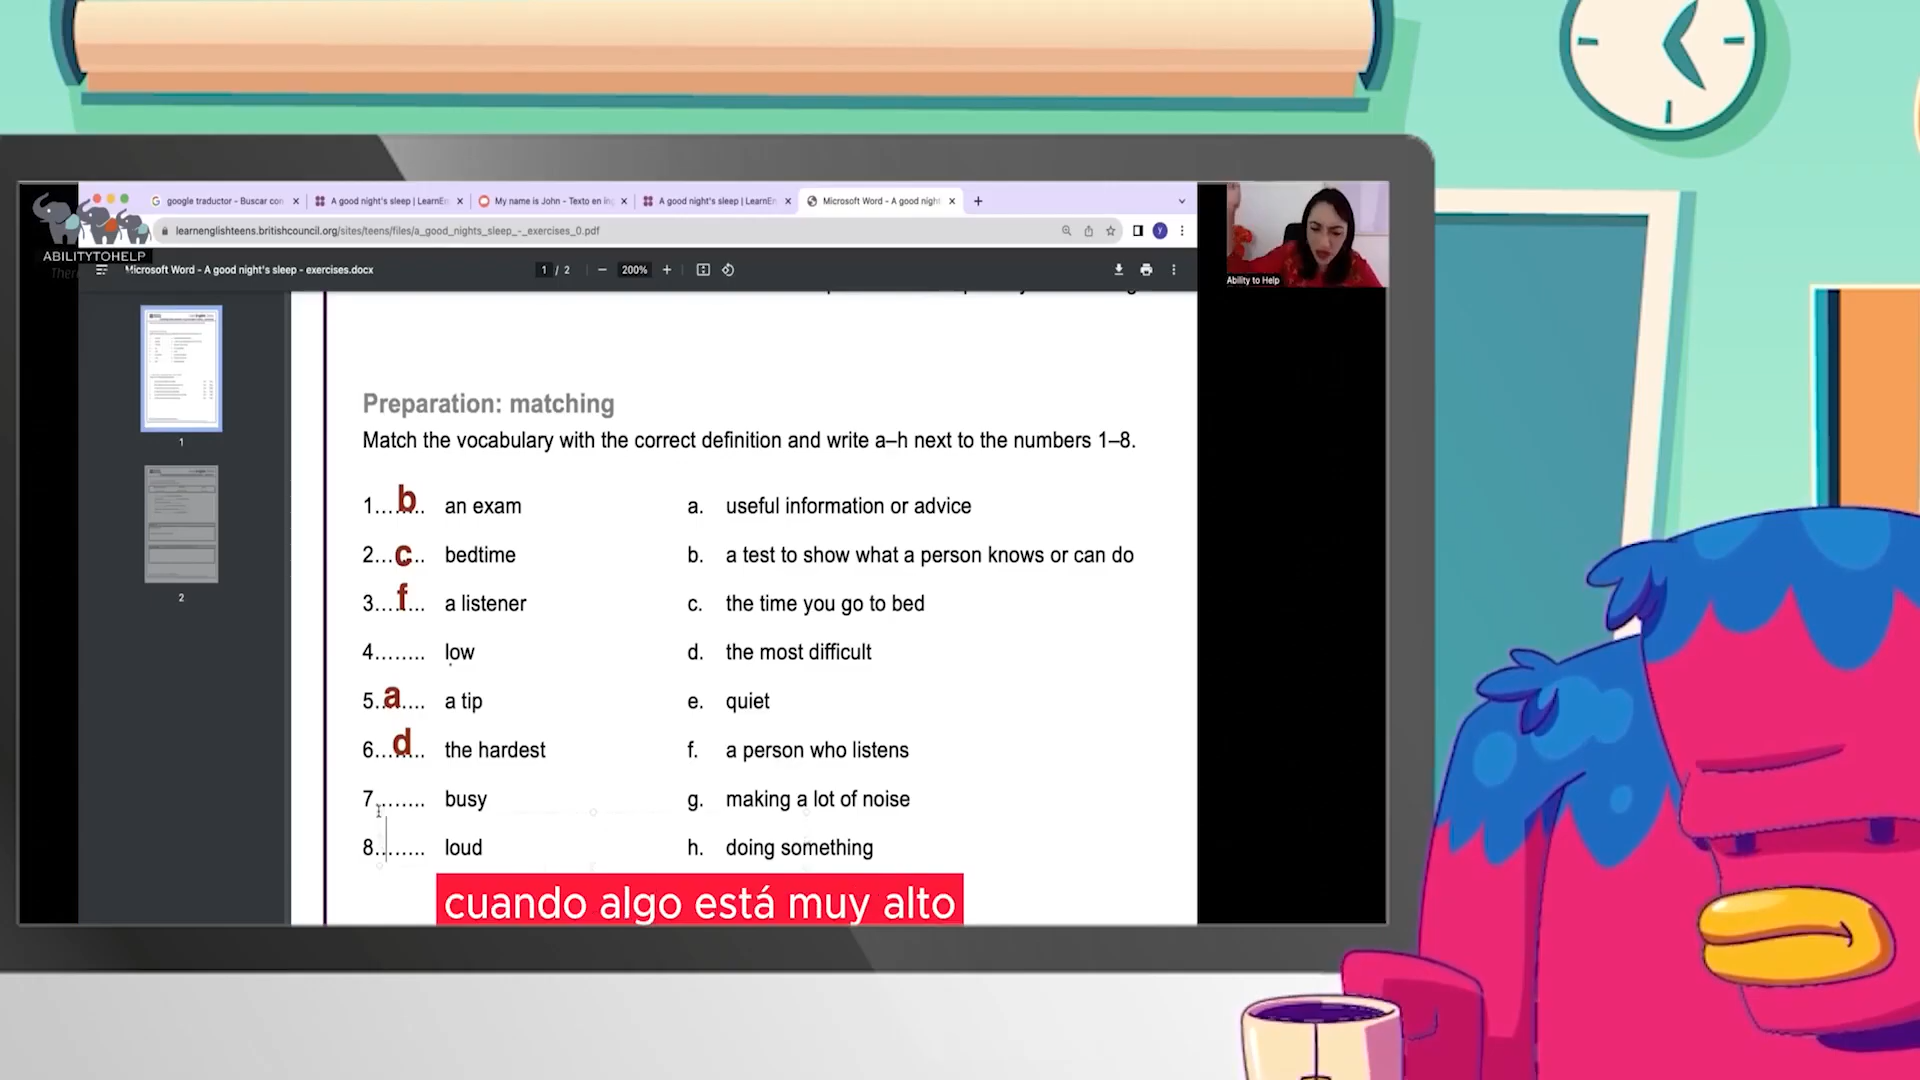 google traductor - Buscar con
A good night's sleep | LearnEn
My name is John - Texto en ing
A good night's sleep | LearnEn
Microsoft Word - A good night
learnenglishteens.britishcouncil.org/sites/teens/files/a_good_nights_sleep_-_exercises_0.pdf
ABILITYTOHELP
Microsoft Word - A good night's sleep - exercises.docx
1 / 2
200%
Ability to Help
Preparation: matching
Match the vocabulary with the correct definition and write a–h next to the numbers 1–8.
1...b.. an exam a. useful information or advice
2...c.. bedtime b. a test to show what a person knows or can do
3...f... a listener c. the time you go to bed
4........ low d. the most difficult
5..a.... a tip e. quiet
6...d.. the hardest f. a person who listens
7........ busy g. making a lot of noise
8........ loud h. doing something
1
2
cuando algo está muy alto